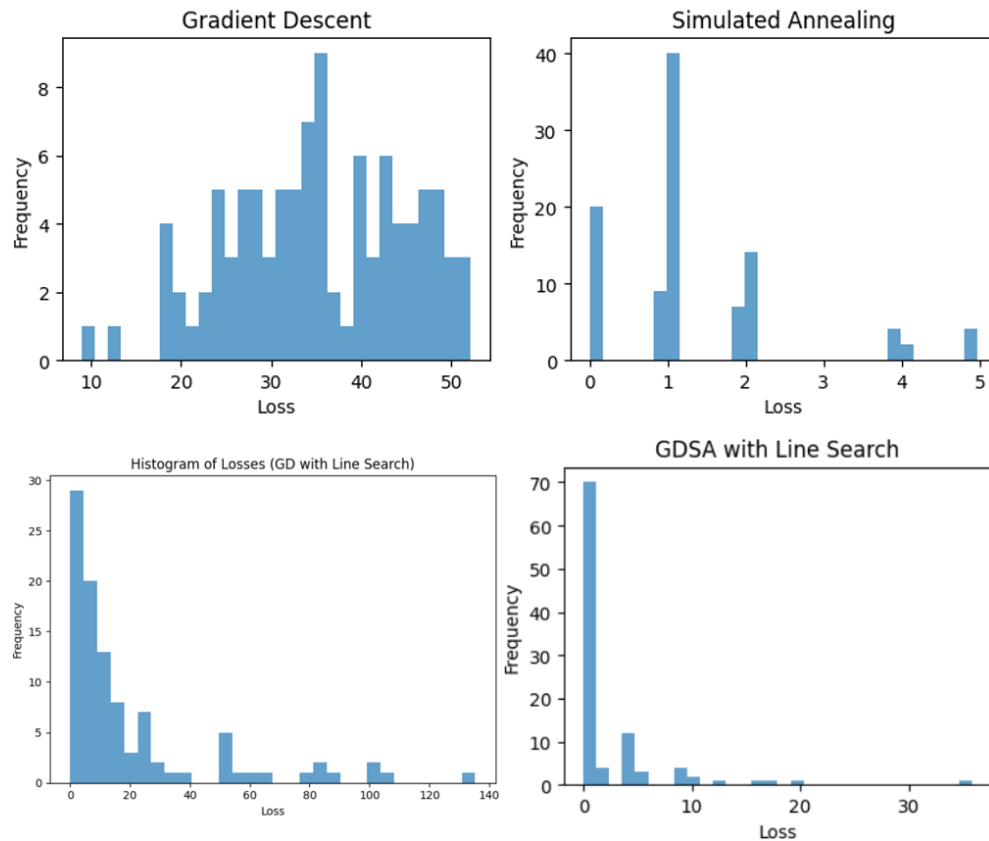 Gradient Descent
Frequency
8
6
4
2
0
10 20 30 40 50
Loss
Simulated Annealing
Frequency
40
30
20
10
0
0 1 2 3 4 5
Loss
Histogram of Losses (GD with Line Search)
Frequency
30
25
20
15
10
5
0
0 20 40 60 80 100 120 140
Loss
GDSA with Line Search
Frequency
70
60
50
40
30
20
10
0
0 10 20 30
Loss